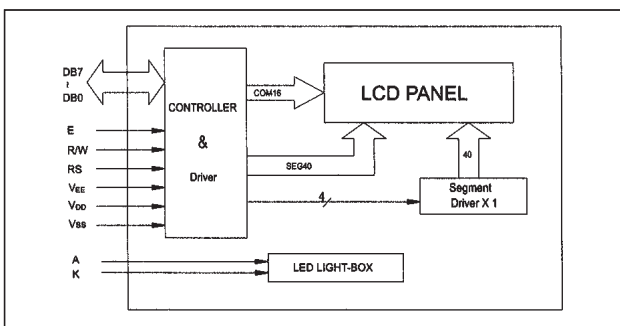 DB7
~
DB0
E
R/W
RS
VEE
VDD
VSS
A
K
CONTROLLER
&
Driver
COM16
SEG40
4
LCD PANEL
40
Segment
Driver X 1
LED LIGHT-BOX